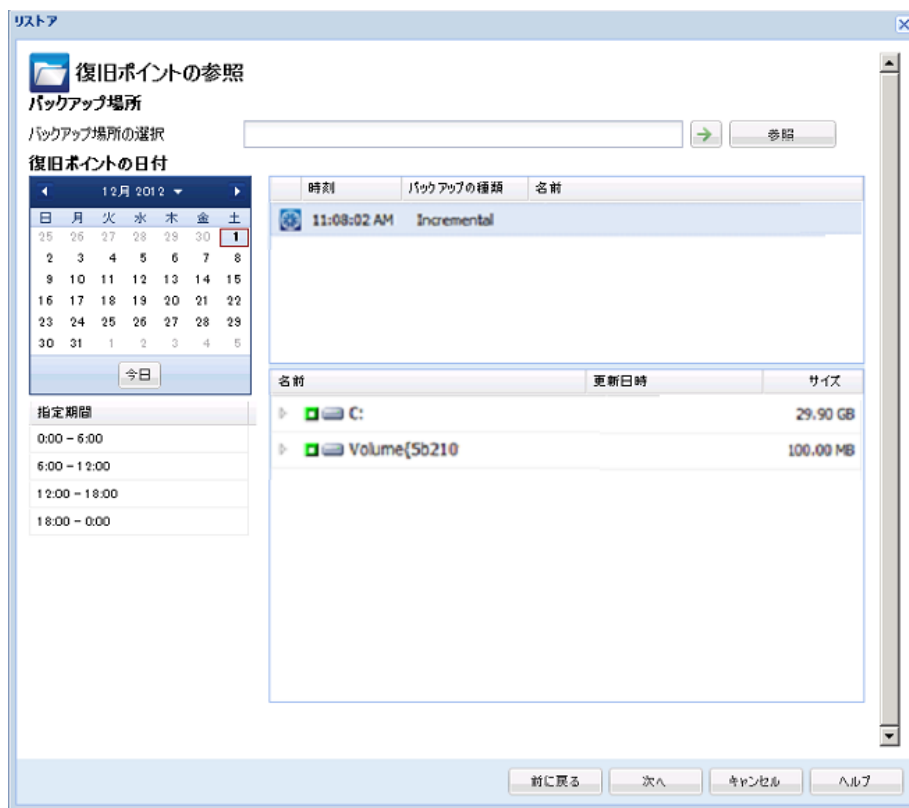 リストア
復旧ポイントの参照
バックアップ場所
バックアップ場所の選択
参照
復旧ポイントの日付
12月 2012
日 月 火 水 木 金 土
25 26 27 28 29 30 1
2 3 4 5 6 7 8
9 10 11 12 13 14 15
16 17 18 19 20 21 22
23 24 25 26 27 28 29
30 31 1 2 3 4 5
今日
指定期間
0:00 - 6:00
6:00 - 12:00
12:00 - 18:00
18:00 - 0:00
時刻 バックアップの種類 名前
11:08:02 AM Incremental
名前 更新日時 サイズ
C: 29.90 GB
Volume{5b210 100.00 MB
前に戻る 次へ キャンセル ヘルプ